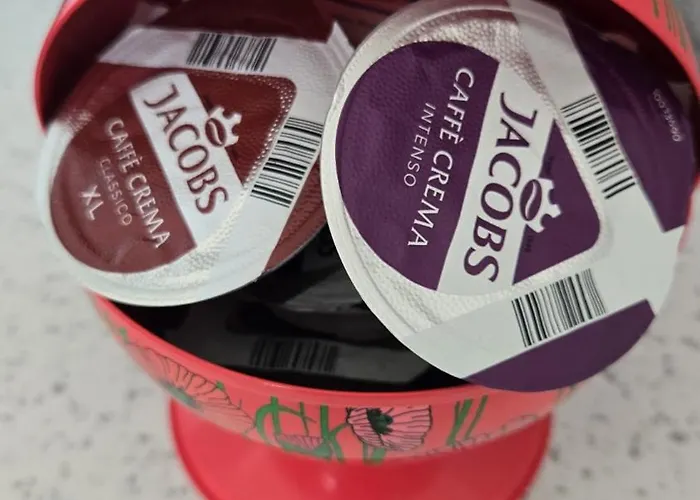 JACOBS
CAFFÈ CREMA
CLASSICO
XL
JACOBS
CAFFÈ CREMA
INTENSO